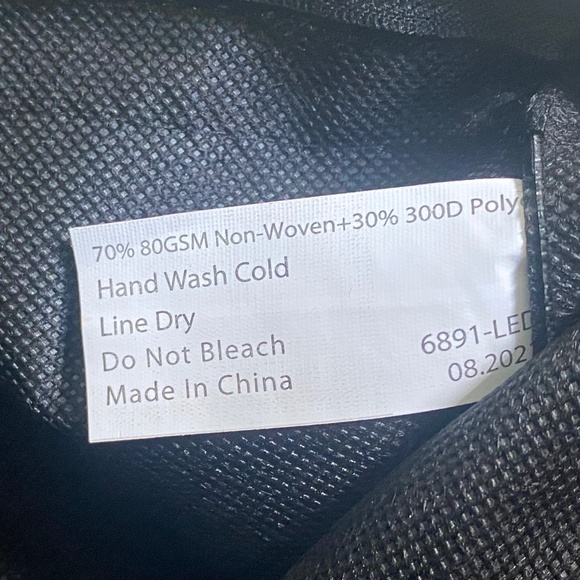 70% 80GSM Non-Woven+30% 300D Poly
Hand Wash Cold
Line Dry
Do Not Bleach
6891-LED
Made In China
08.202